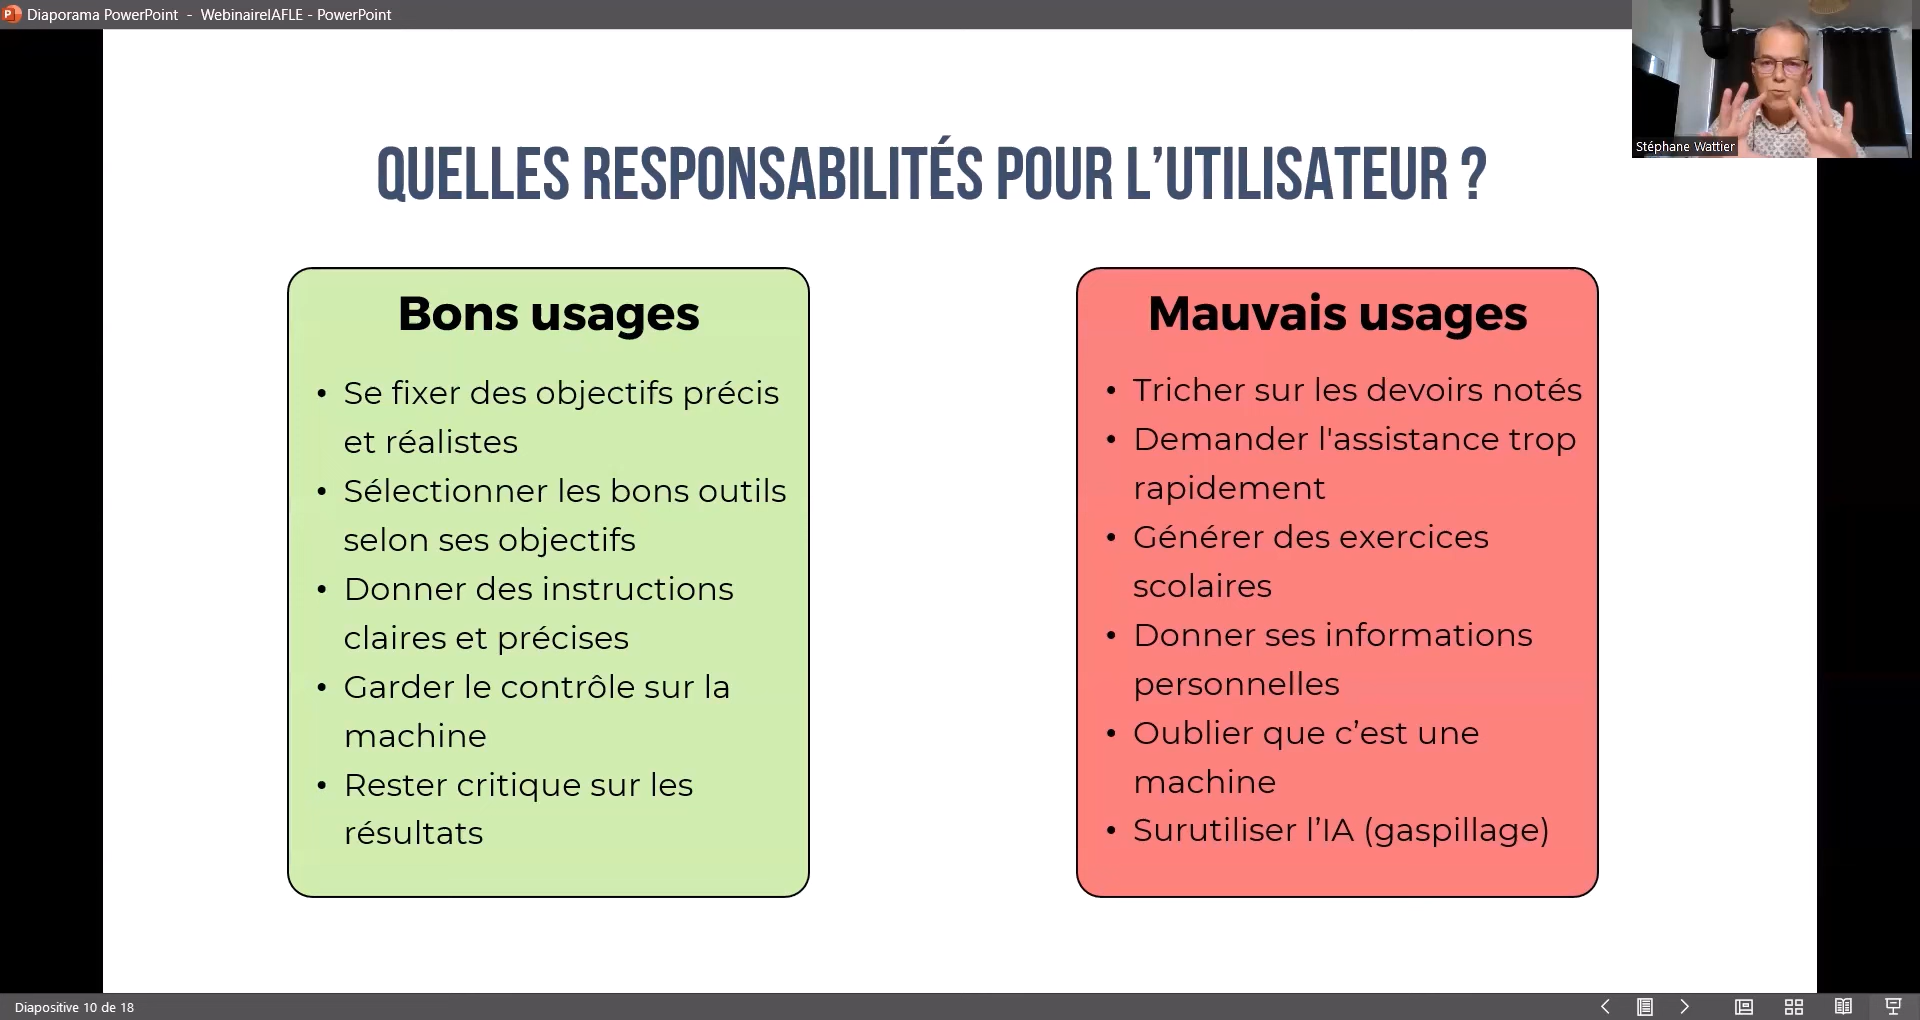 Diaporama PowerPoint - WebinaireIAFLE - PowerPoint
Stéphane Wattier
QUELLES RESPONSABILITÉS POUR L’UTILISATEUR ?
Bons usages
• Se fixer des objectifs précis
et réalistes
• Sélectionner les bons outils
selon ses objectifs
• Donner des instructions
claires et précises
• Garder le contrôle sur la
machine
• Rester critique sur les
résultats
Mauvais usages
• Tricher sur les devoirs notés
• Demander l'assistance trop
rapidement
• Générer des exercices
scolaires
• Donner ses informations
personnelles
• Oublier que c’est une
machine
• Surutiliser l’IA (gaspillage)
Diapositive 10 de 18